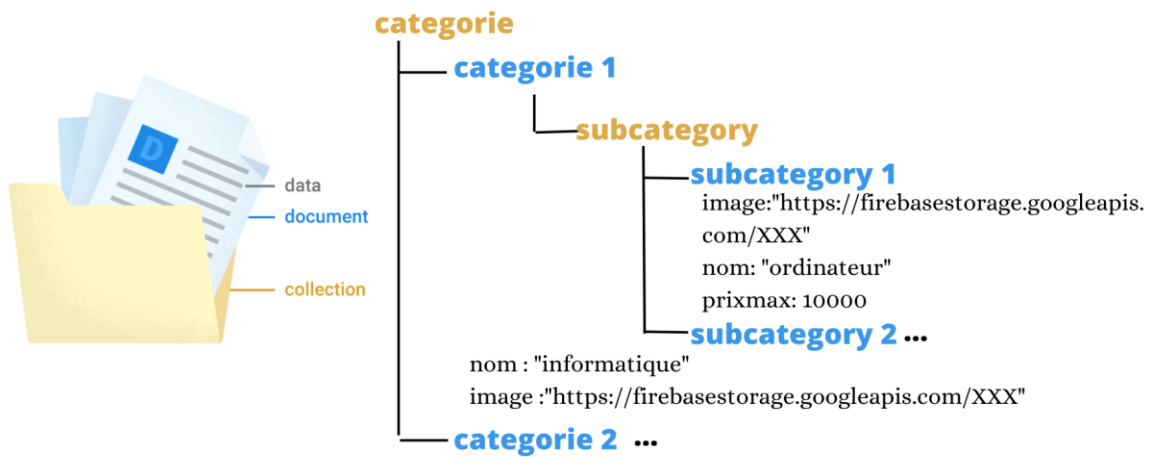 categorie
categorie 1
subcategory
subcategory 1
image:"https://firebasestorage.googleapis.
com/XXX"
nom: "ordinateur"
prixmax: 10000
subcategory 2 ...
nom : "informatique"
image :"https://firebasestorage.googleapis.com/XXX"
categorie 2 ...
D
data
document
collection